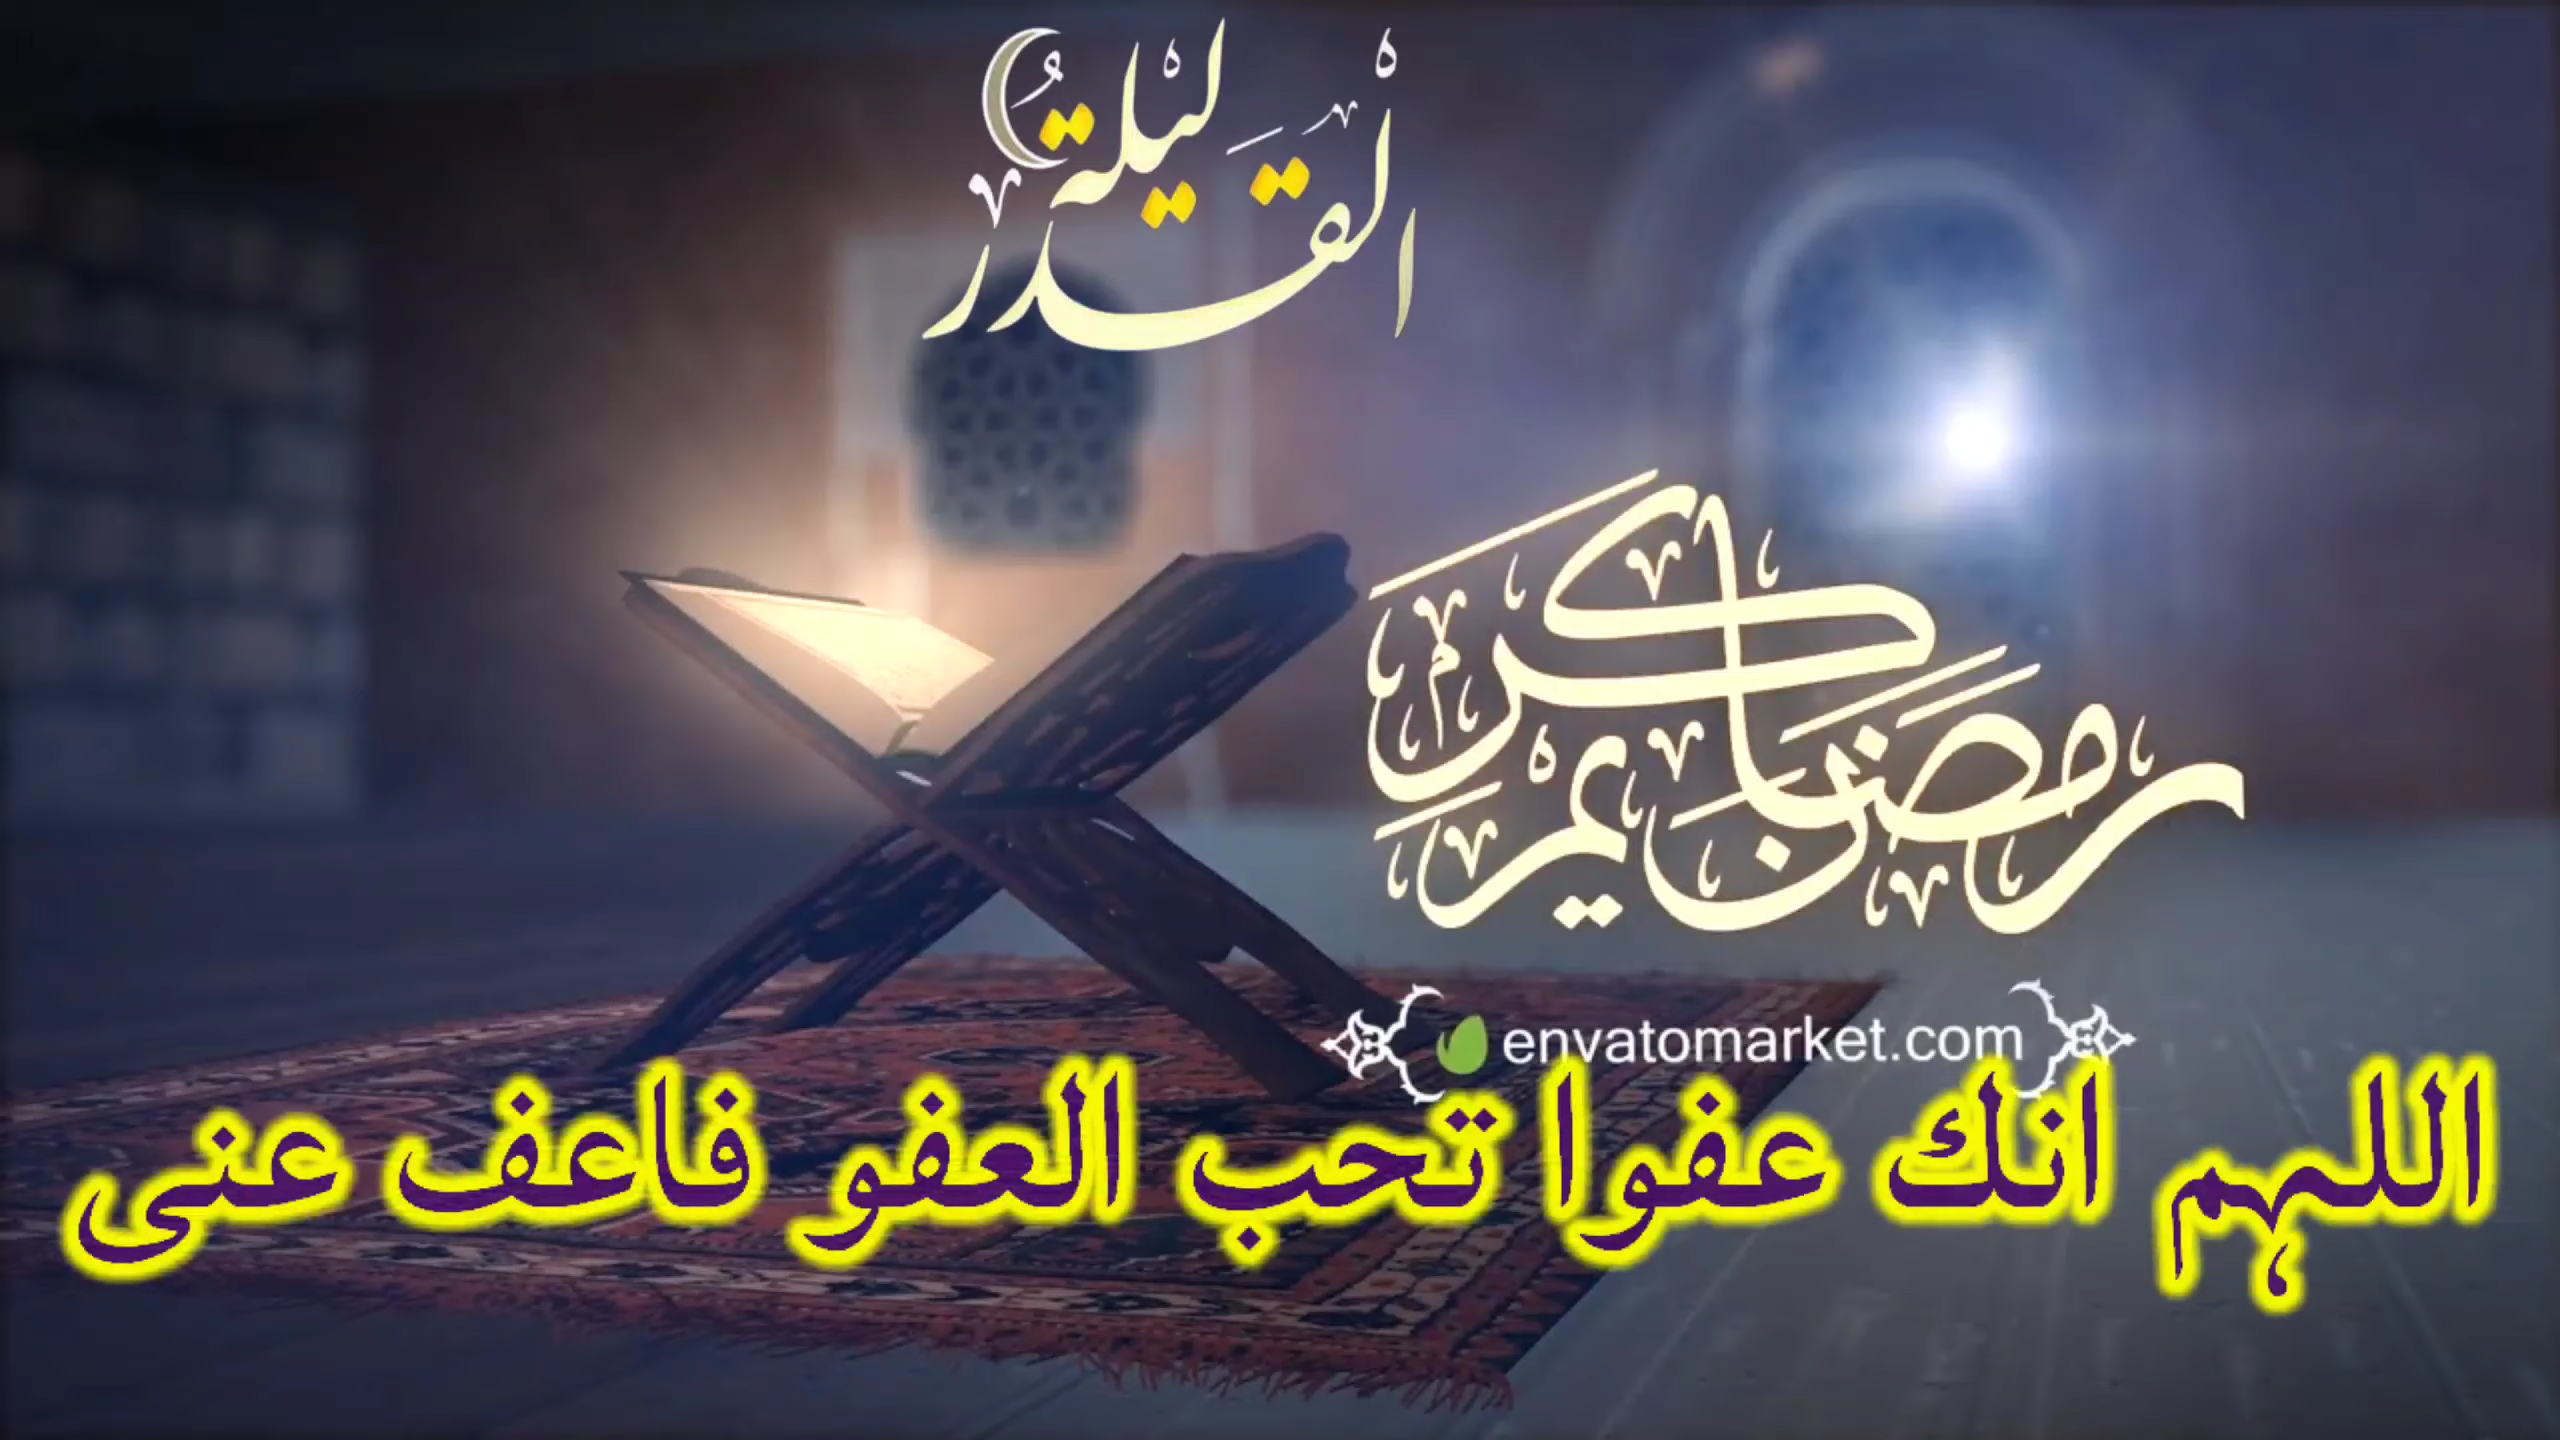 ليلة
القدر
رمضان كريم
envatomarket.com
اللهم انك عفوا تحب العفو فاعف عنى